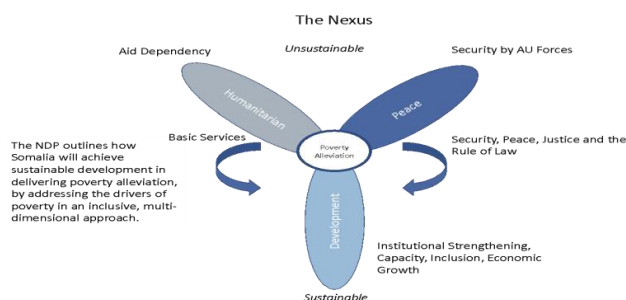 The Nexus
Aid Dependency
Unsustainable
Security by AU Forces
Humanitarian
Peace
Basic Services
Poverty
Alleviation
Security, Peace, Justice and the
Rule of Law
The NDP outlines how
Somalia will achieve
sustainable development in
delivering poverty alleviation,
by addressing the drivers of
poverty in an inclusive, multi-
dimensional approach.
Development
Institutional Strengthening,
Capacity, Inclusion, Economic
Growth
Sustainable